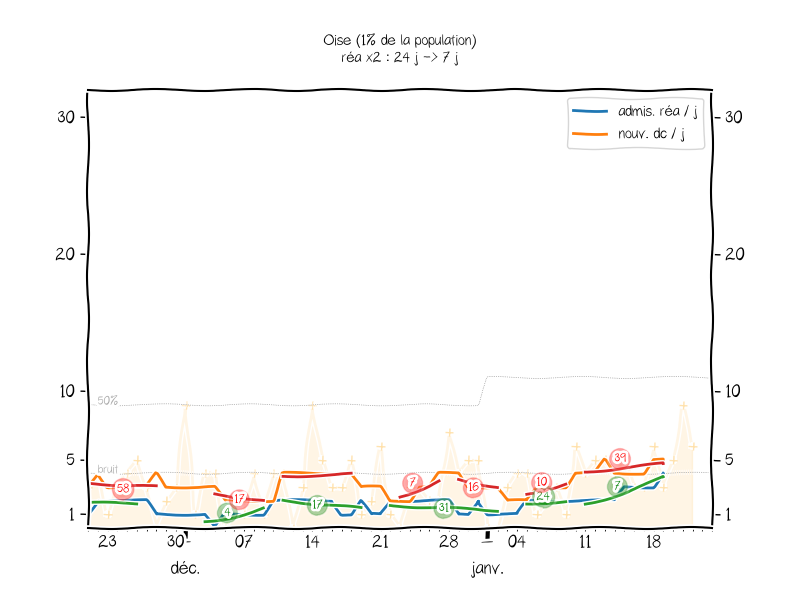 Oise (1% de la population)
réa x2 : 24 j -> 7 j
admis. réa / j
nouv. dc / j
30 30
20 20
10 10
50%
5 5
bruit
1 1
58 17 4 17 7 31 16 10 24 39 7
23 30 07 14 21 28 04 11 18
déc. janv.